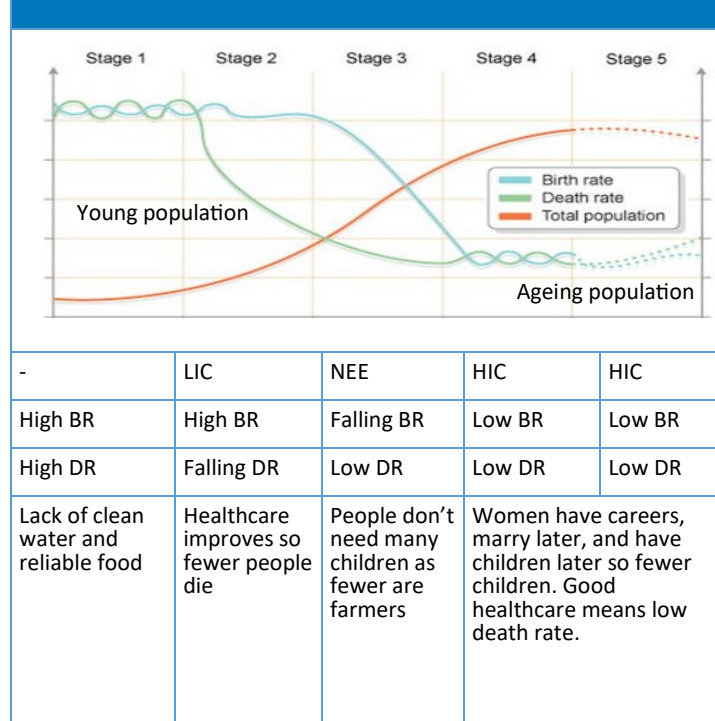 Stage 1 Stage 2 Stage 3 Stage 4 Stage 5
Birth rate
Death rate
Total population
Young population
Ageing population
- LIC NEE HIC HIC
High BR High BR Falling BR Low BR Low BR
High DR Falling DR Low DR Low DR Low DR
Lack of clean
water and
reliable food
Healthcare
improves so
fewer people
die
People don't
need many
children as
fewer are
farmers
Women have careers,
marry later, and have
children later so fewer
children. Good
healthcare means low
death rate.